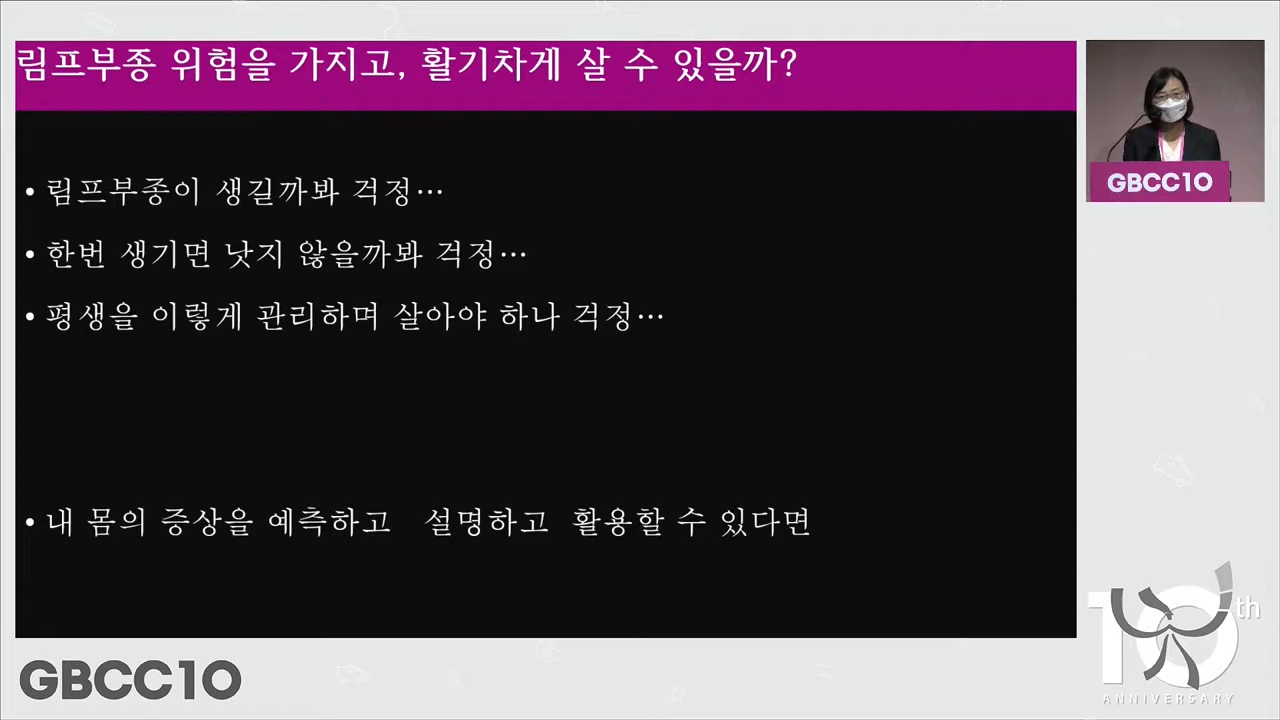 림프부종 위험을 가지고, 활기차게 살 수 있을까?
• 림프부종이 생길까봐 걱정…
• 한번 생기면 낫지 않을까봐 걱정…
• 평생을 이렇게 관리하며 살아야 하나 걱정…
• 내 몸의 증상을 예측하고 설명하고 활용할 수 있다면
GBCC10
GBCC10
10th
ANNIVERSARY